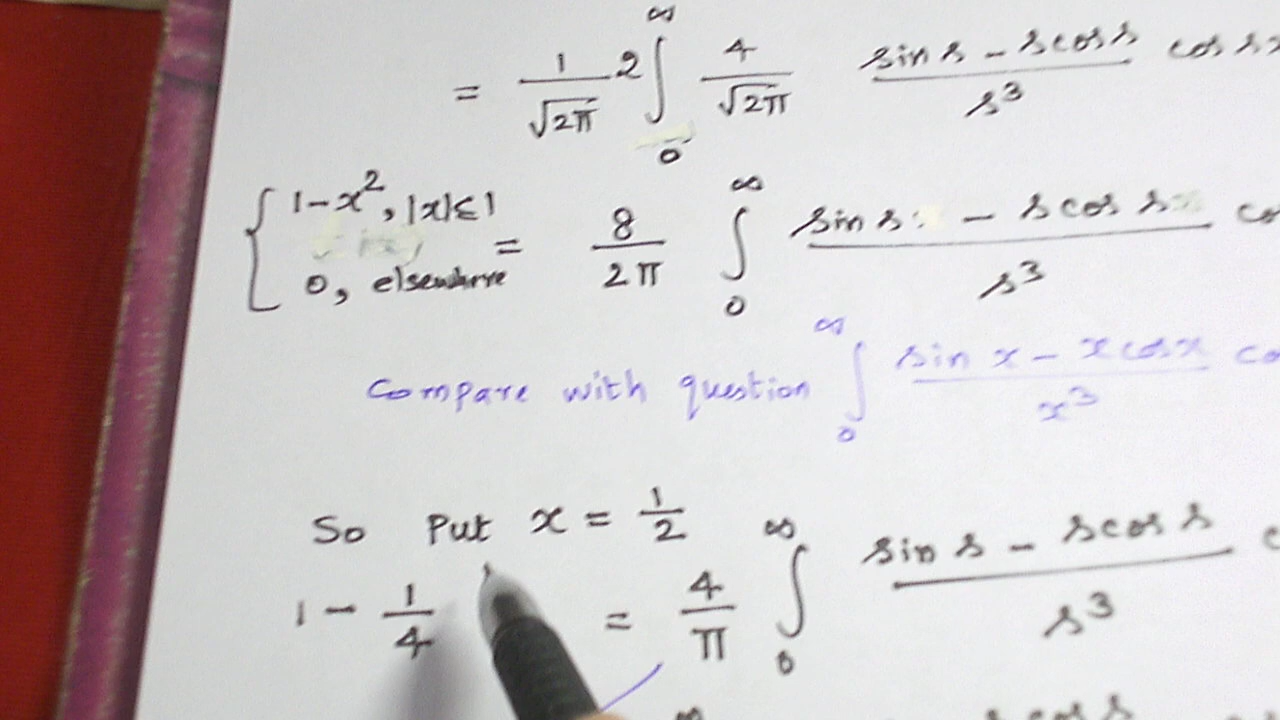 = 1/√2π 2 ∫₀^∞ 4/√2π (sin s - s cos s)/s³ cos sx
{ 1-x², |x|≤1
0, elsewhere = 8/2π ∫₀^∞ (sin s - s cos s)/s³
Compare with question ∫₀^∞ (sin x - x cos x)/x³
So Put x = 1/2
1 - 1/4 = 4/π ∫₀^∞ (sin s - s cos s)/s³